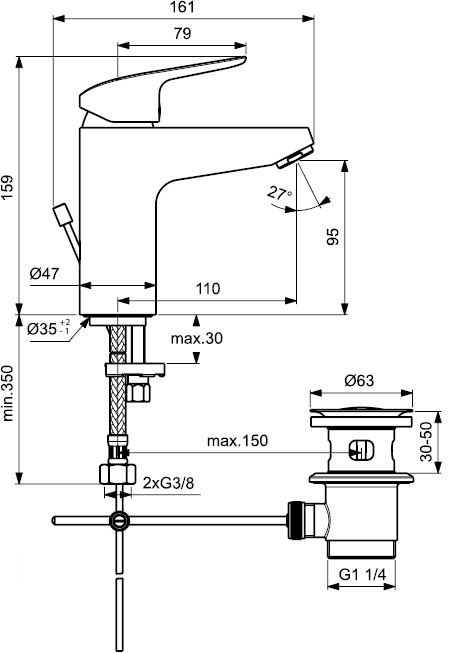 161
79
159
27°
95
Ø47
110
Ø35 +2 -1
max.30
min.350
Ø63
30-50
max.150
2xG3/8
G1 1/4